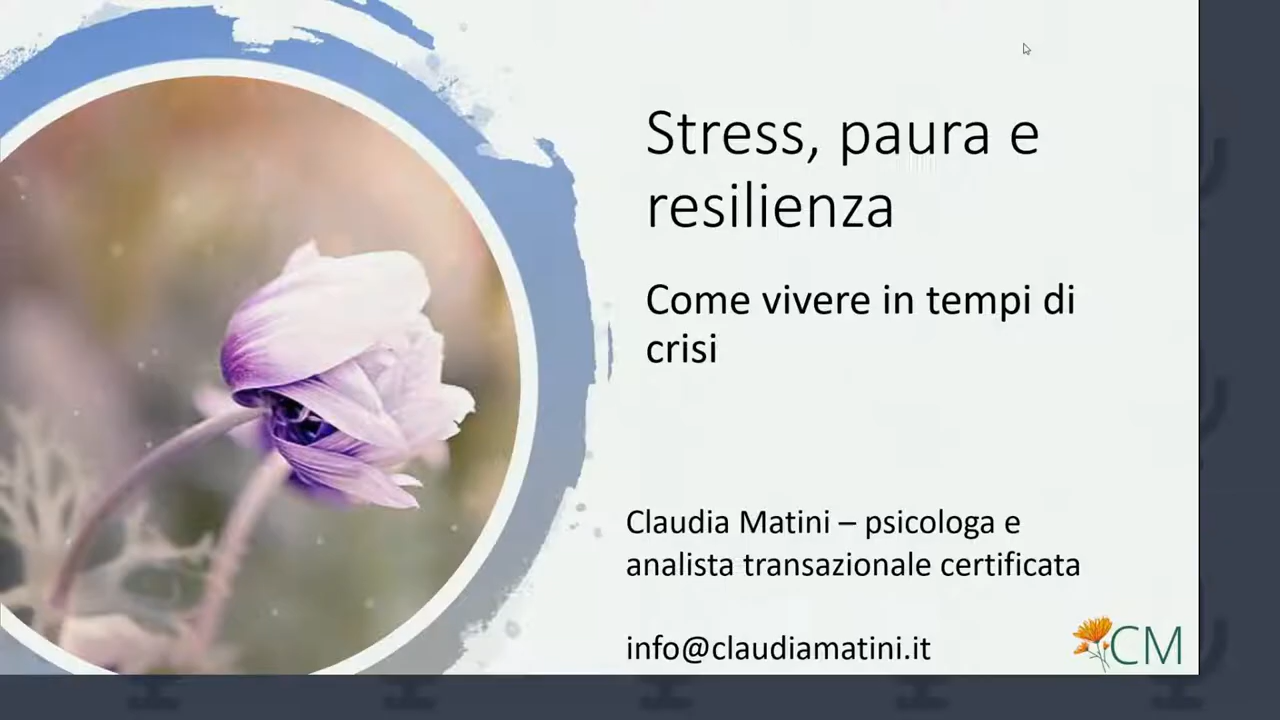 Stress, paura e
resilienza
Come vivere in tempi di
crisi
Claudia Matini – psicologa e
analista transazionale certificata
info@claudiamatini.it
CM